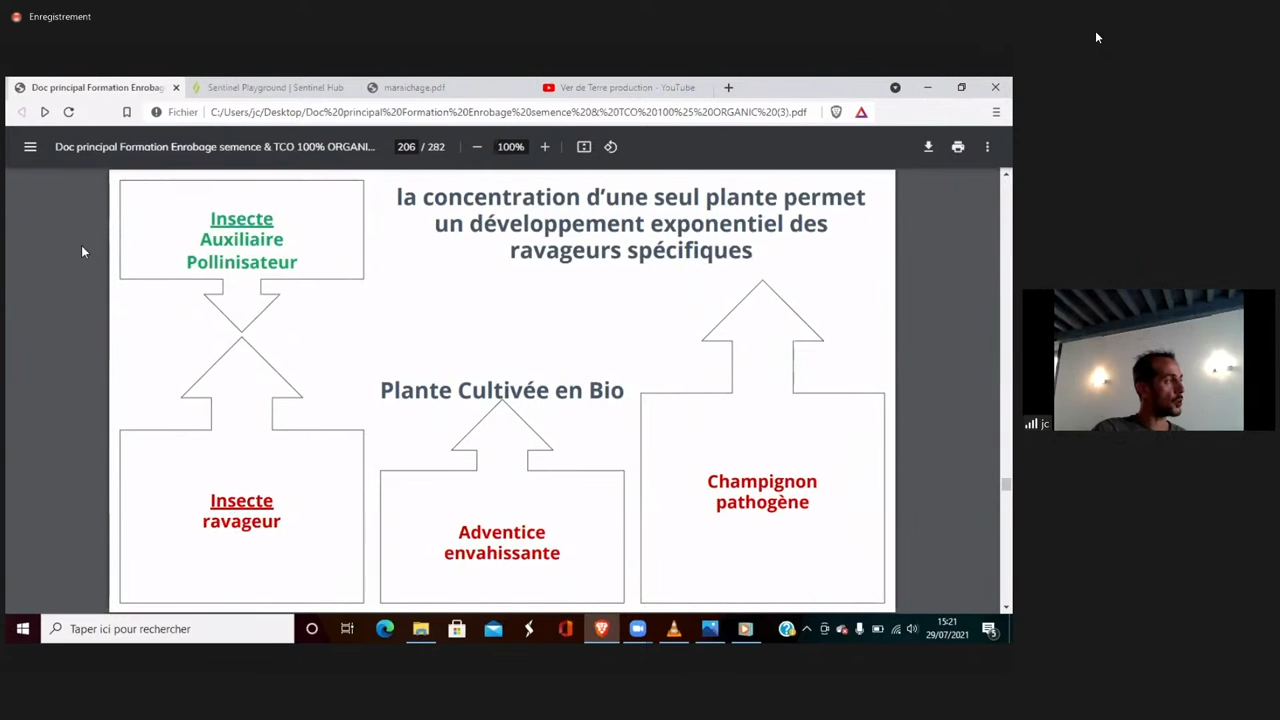 Enregistrement
Doc principal Formation Enrobag
Sentinel Playground | Sentinel Hub
maraichage.pdf
Ver de Terre production - YouTube
Fichier
C:/Users/jc/Desktop/Doc%20principal%20Formation%20Enrobage%20semence%20&%20TCO%20100%25%20ORGANIC%20(3).pdf
Doc principal Formation Enrobage semence & TCO 100% ORGANI...
206 / 282
100%
Insecte
Auxiliaire
Pollinisateur
la concentration d’une seul plante permet
un développement exponentiel des
ravageurs spécifiques
Plante Cultivée en Bio
Insecte
ravageur
Adventice
envahissante
Champignon
pathogène
jc
Taper ici pour rechercher
15:21
29/07/2021
5